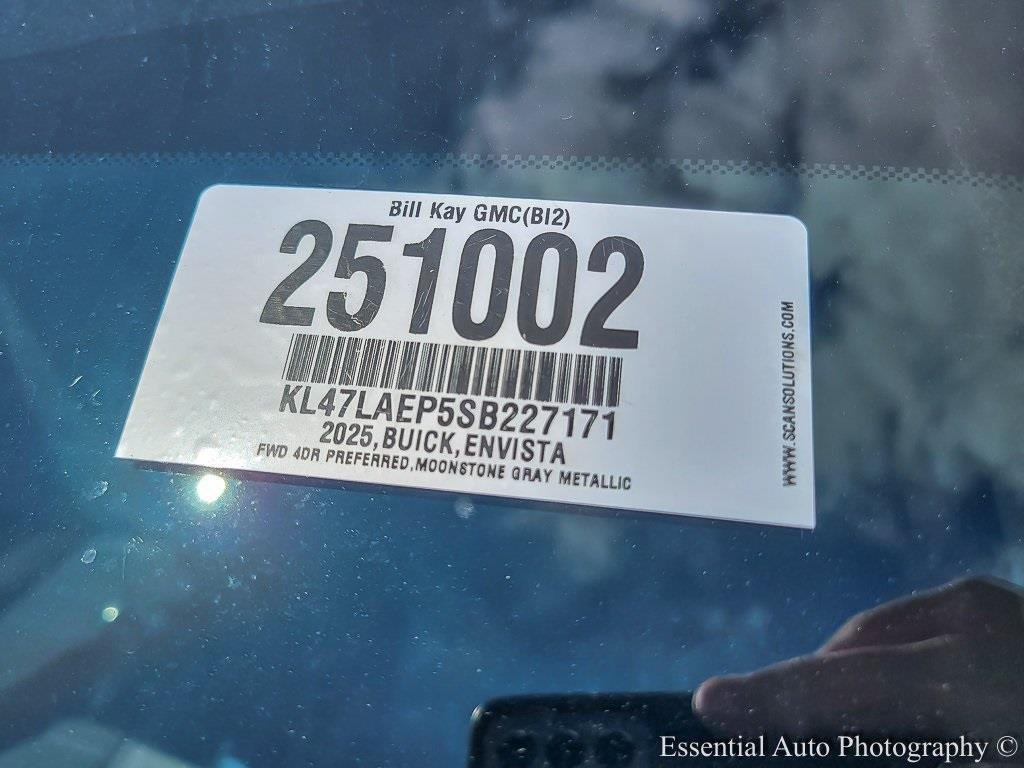 Bill Kay GMC(BI2)
251002
KL47LAEP5SB227171
2025,BUICK,ENVISTA
FWD 4DR PREFERRED,MOONSTONE GRAY METALLIC
WWW.SCANSOLUTIONS.COM
Essential Auto Photography ©